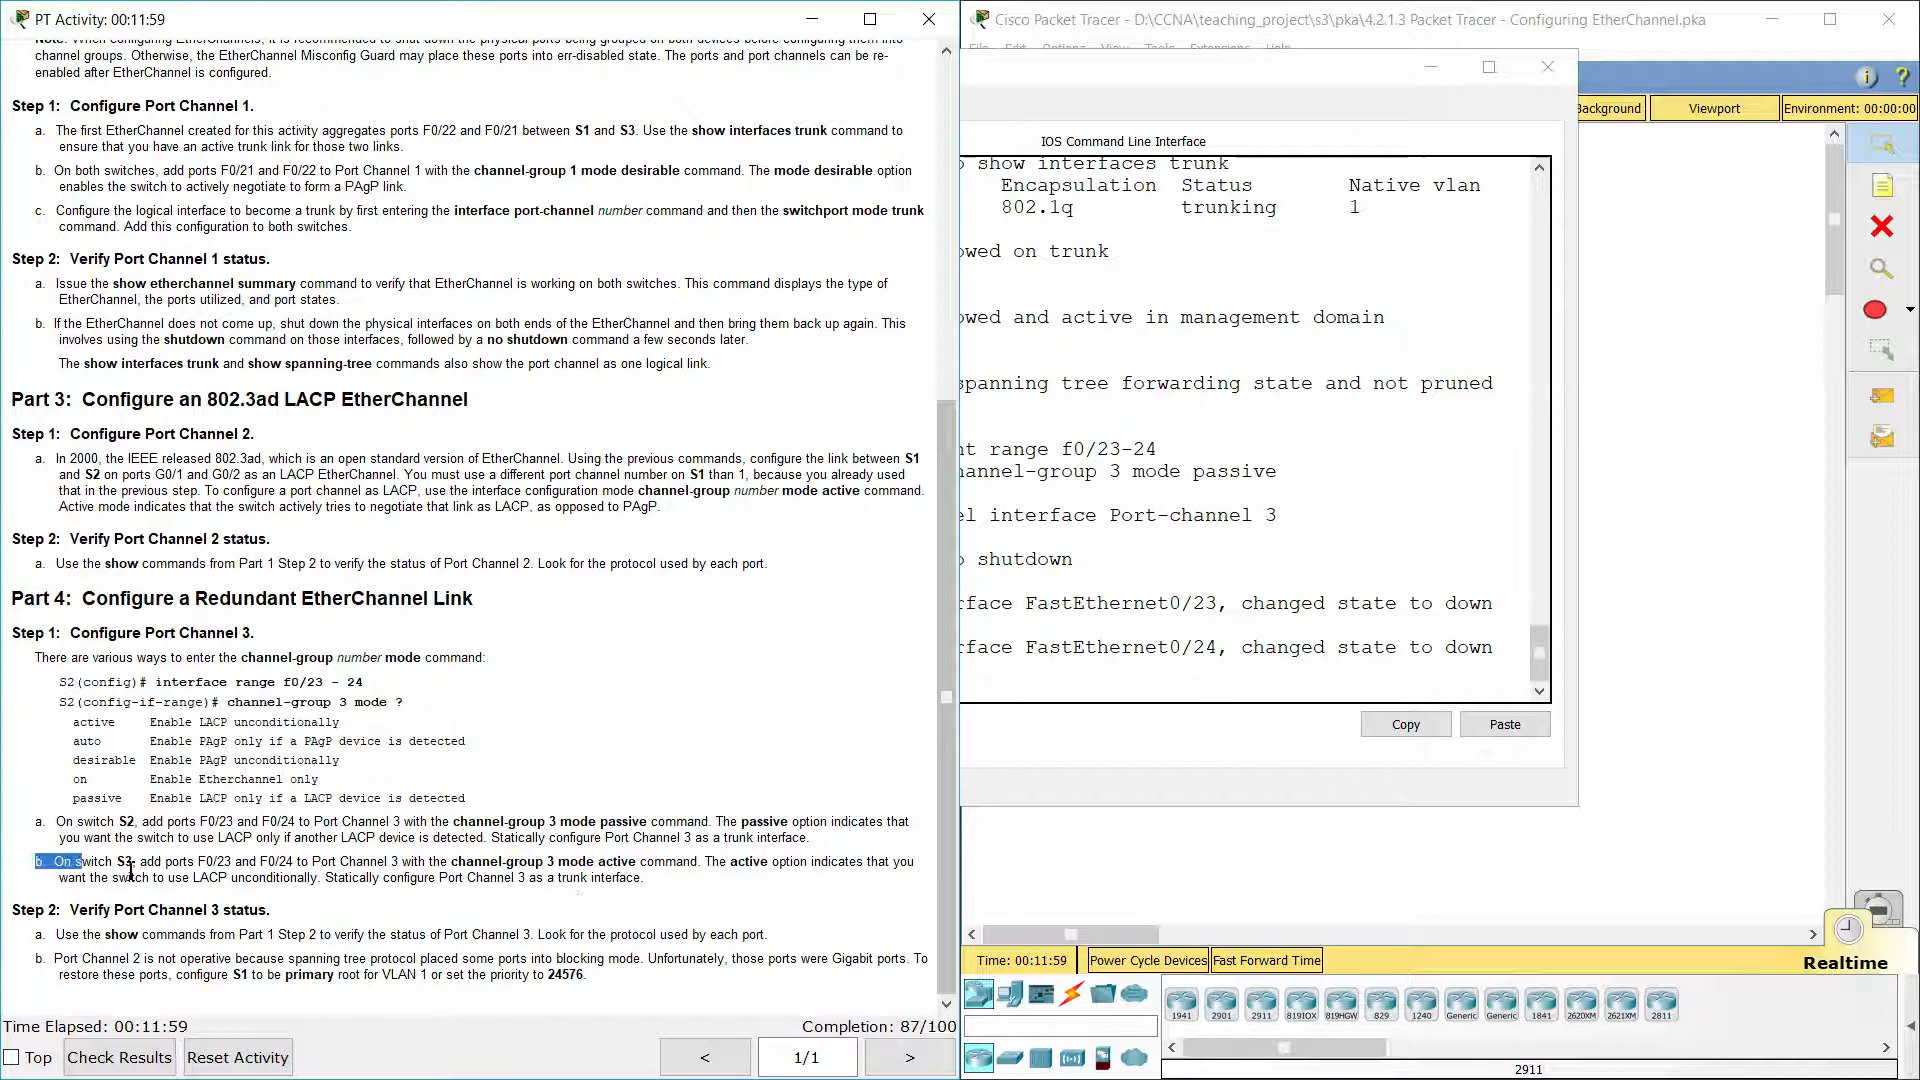 PT Activity: 00:11:59
Note: When configuring EtherChannels, it is recommended to shut down the physical ports being grouped on both devices before configuring them into
channel groups. Otherwise, the EtherChannel Misconfig Guard may place these ports into err-disabled state. The ports and port channels can be re-
enabled after EtherChannel is configured.
Step 1: Configure Port Channel 1.
a. The first EtherChannel created for this activity aggregates ports F0/22 and F0/21 between S1 and S3. Use the show interfaces trunk command to
ensure that you have an active trunk link for those two links.
b. On both switches, add ports F0/21 and F0/22 to Port Channel 1 with the channel-group 1 mode desirable command. The mode desirable option
enables the switch to actively negotiate to form a PAgP link.
c. Configure the logical interface to become a trunk by first entering the interface port-channel number command and then the switchport mode trunk
command. Add this configuration to both switches.
Step 2: Verify Port Channel 1 status.
a. Issue the show etherchannel summary command to verify that EtherChannel is working on both switches. This command displays the type of
EtherChannel, the ports utilized, and port states.
b. If the EtherChannel does not come up, shut down the physical interfaces on both ends of the EtherChannel and then bring them back up again. This
involves using the shutdown command on those interfaces, followed by a no shutdown command a few seconds later.
The show interfaces trunk and show spanning-tree commands also show the port channel as one logical link.
Part 3: Configure an 802.3ad LACP EtherChannel
Step 1: Configure Port Channel 2.
a. In 2000, the IEEE released 802.3ad, which is an open standard version of EtherChannel. Using the previous commands, configure the link between S1
and S2 on ports G0/1 and G0/2 as an LACP EtherChannel. You must use a different port channel number on S1 than 1, because you already used
that in the previous step. To configure a port channel as LACP, use the interface configuration mode channel-group number mode active command.
Active mode indicates that the switch actively tries to negotiate that link as LACP, as opposed to PAgP.
Step 2: Verify Port Channel 2 status.
a. Use the show commands from Part 1 Step 2 to verify the status of Port Channel 2. Look for the protocol used by each port.
Part 4: Configure a Redundant EtherChannel Link
Step 1: Configure Port Channel 3.
There are various ways to enter the channel-group number mode command:
S2(config)# interface range f0/23 - 24
S2(config-if-range)# channel-group 3 mode ?
active Enable LACP unconditionally
auto Enable PAgP only if a PAgP device is detected
desirable Enable PAgP unconditionally
on Enable Etherchannel only
passive Enable LACP only if a LACP device is detected
a. On switch S2, add ports F0/23 and F0/24 to Port Channel 3 with the channel-group 3 mode passive command. The passive option indicates that
you want the switch to use LACP only if another LACP device is detected. Statically configure Port Channel 3 as a trunk interface.
b. On switch S3, add ports F0/23 and F0/24 to Port Channel 3 with the channel-group 3 mode active command. The active option indicates that you
want the switch to use LACP unconditionally. Statically configure Port Channel 3 as a trunk interface.
Step 2: Verify Port Channel 3 status.
a. Use the show commands from Part 1 Step 2 to verify the status of Port Channel 3. Look for the protocol used by each port.
b. Port Channel 2 is not operative because spanning tree protocol placed some ports into blocking mode. Unfortunately, those ports were Gigabit ports. To
restore these ports, configure S1 to be primary root for VLAN 1 or set the priority to 24576.
Time Elapsed: 00:11:59
Completion: 87/100
Top
Check Results
Reset Activity
<
1/1
>
Cisco Packet Tracer - D:\CCNA\teaching_project\s3\pka\4.2.1.3 Packet Tracer - Configuring EtherChannel.pka
File Edit Options View Tools Extensions Help
Background
Viewport
Environment: 00:00:00
IOS Command Line Interface
show interfaces trunk
Encapsulation Status Native vlan
802.1q trunking 1
owed on trunk
owed and active in management domain
spanning tree forwarding state and not pruned
nt range f0/23-24
hannel-group 3 mode passive
el interface Port-channel 3
o shutdown
rface FastEthernet0/23, changed state to down
rface FastEthernet0/24, changed state to down
Copy
Paste
Time: 00:11:59
Power Cycle Devices
Fast Forward Time
Realtime
1941
2901
2911
819IOX
819HGW
829
1240
Generic
Generic
1841
2620XM
2621XM
2811
2911